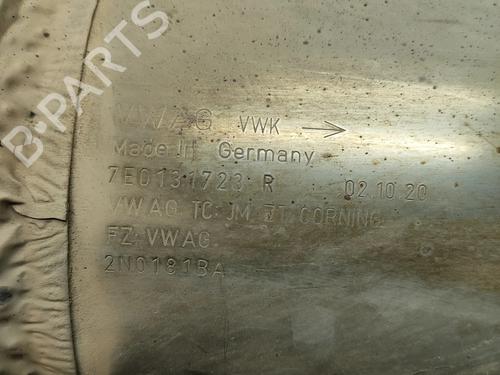 B-PARTS
VWAG VWK
Made in Germany
7E0131723 R 02.10.20
VWAG TC: JM ZT: CORNING
FZ: VWAG
2N0181BA